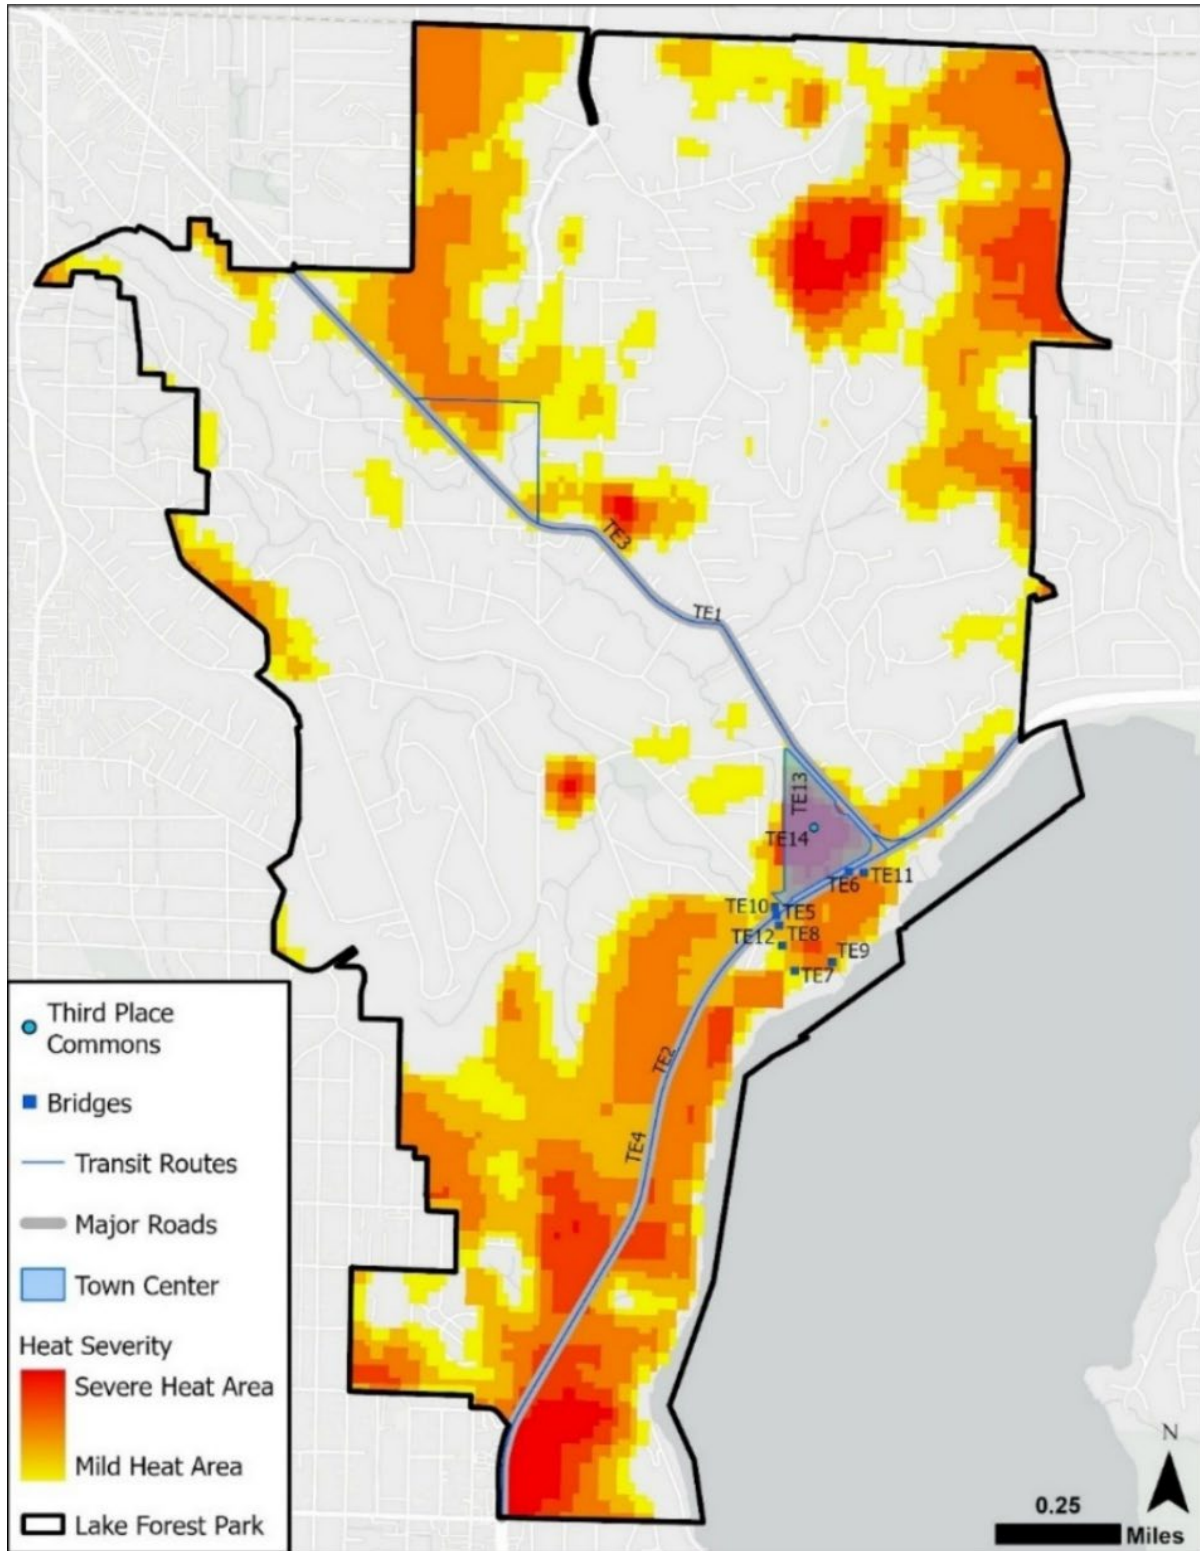 TE3
TE1
TE13
TE14
TE6
TE11
TE10
TE5
TE12
TE8
TE9
TE7
TE2
TE4
Third Place
Commons
Bridges
Transit Routes
Major Roads
Town Center
Heat Severity
Severe Heat Area
Mild Heat Area
Lake Forest Park
N
0.25
Miles